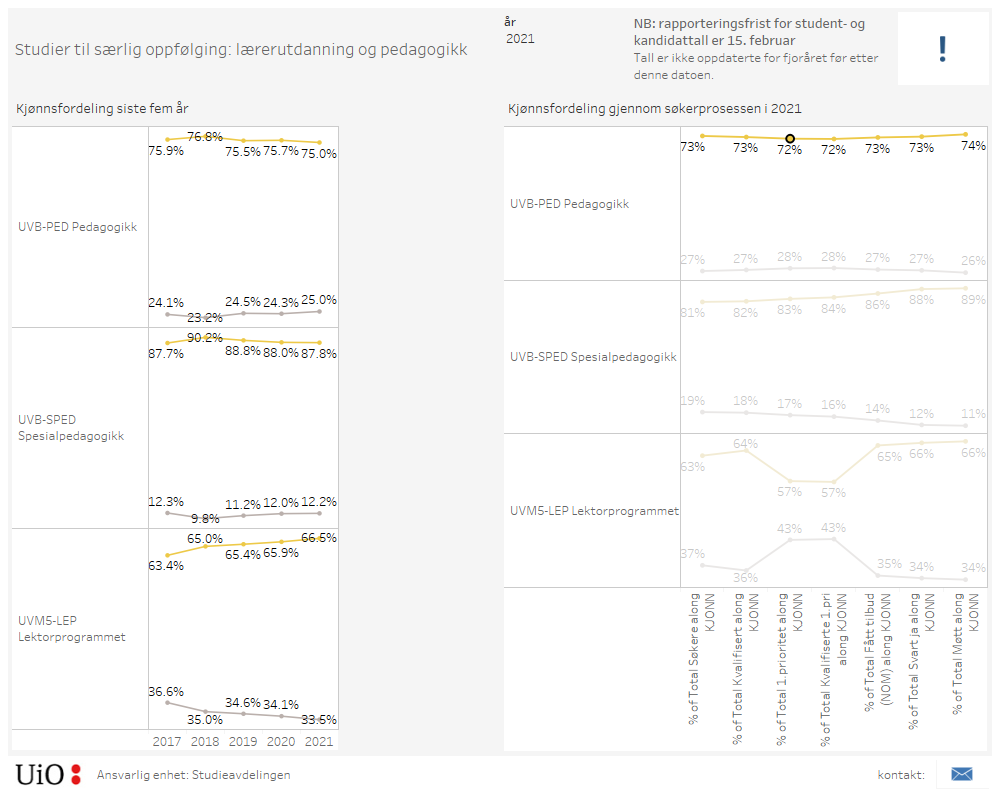 år
2021
NB: rapporteringsfrist for student- og
kandidattall er 15. februar
Tall er ikke oppdaterte for fjoråret før etter
denne datoen.
!
Studier til særlig oppfølging: lærerutdanning og pedagogikk
Kjønnsfordeling siste fem år
UVB-PED Pedagogikk
75.9% 76.8% 75.5% 75.7% 75.0%
24.1% 23.2% 24.5% 24.3% 25.0%
UVB-SPED
Spesialpedagogikk
87.7% 90.2% 88.8% 88.0% 87.8%
12.3% 9.8% 11.2% 12.0% 12.2%
UVM5-LEP
Lektorprogrammet
63.4% 65.0% 65.4% 65.9% 66.5%
36.6% 35.0% 34.6% 34.1% 33.5%
2017 2018 2019 2020 2021
Kjønnsfordeling gjennom søkerprosessen i 2021
UVB-PED Pedagogikk
73% 73% 72% 72% 73% 73% 74%
27% 27% 28% 28% 27% 27% 26%
UVB-SPED Spesialpedagogikk
81% 82% 83% 84% 86% 88% 89%
19% 18% 17% 16% 14% 12% 11%
UVM5-LEP Lektorprogrammet
63% 64% 57% 57% 65% 66% 66%
37% 36% 43% 43% 35% 34% 34%
% of Total Søkere along
KJONN
% of Total Kvalifisert along
KJONN
% of Total 1.prioritet along
KJONN
% of Total Kvalifiserte 1.pri
along KJONN
% of Total Fått tilbud
(NOM) along KJONN
% of Total Svart ja along
KJONN
% of Total Møtt along
KJONN
UiO
Ansvarlig enhet: Studieavdelingen
kontakt: